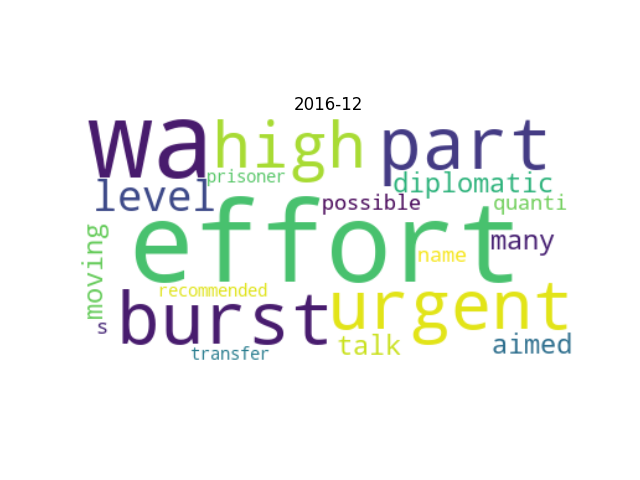 2016-12
wa high part
prisoner
level diplomatic
possible quanti
effort
moving many
name
recommended
burst urgent
s
talk aimed
transfer